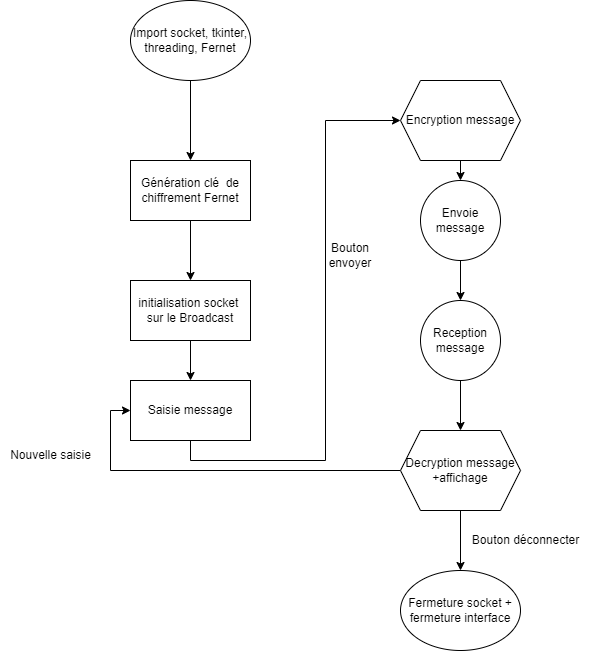 Import socket, tkinter,
threading, Fernet
Génération clé  de
chiffrement Fernet
initialisation socket
sur le Broadcast
Saisie message
Nouvelle saisie
Bouton
envoyer
Encryption message
Envoie
message
Reception
message
Decryption message
+affichage
Bouton déconnecter
Fermeture socket +
fermeture interface